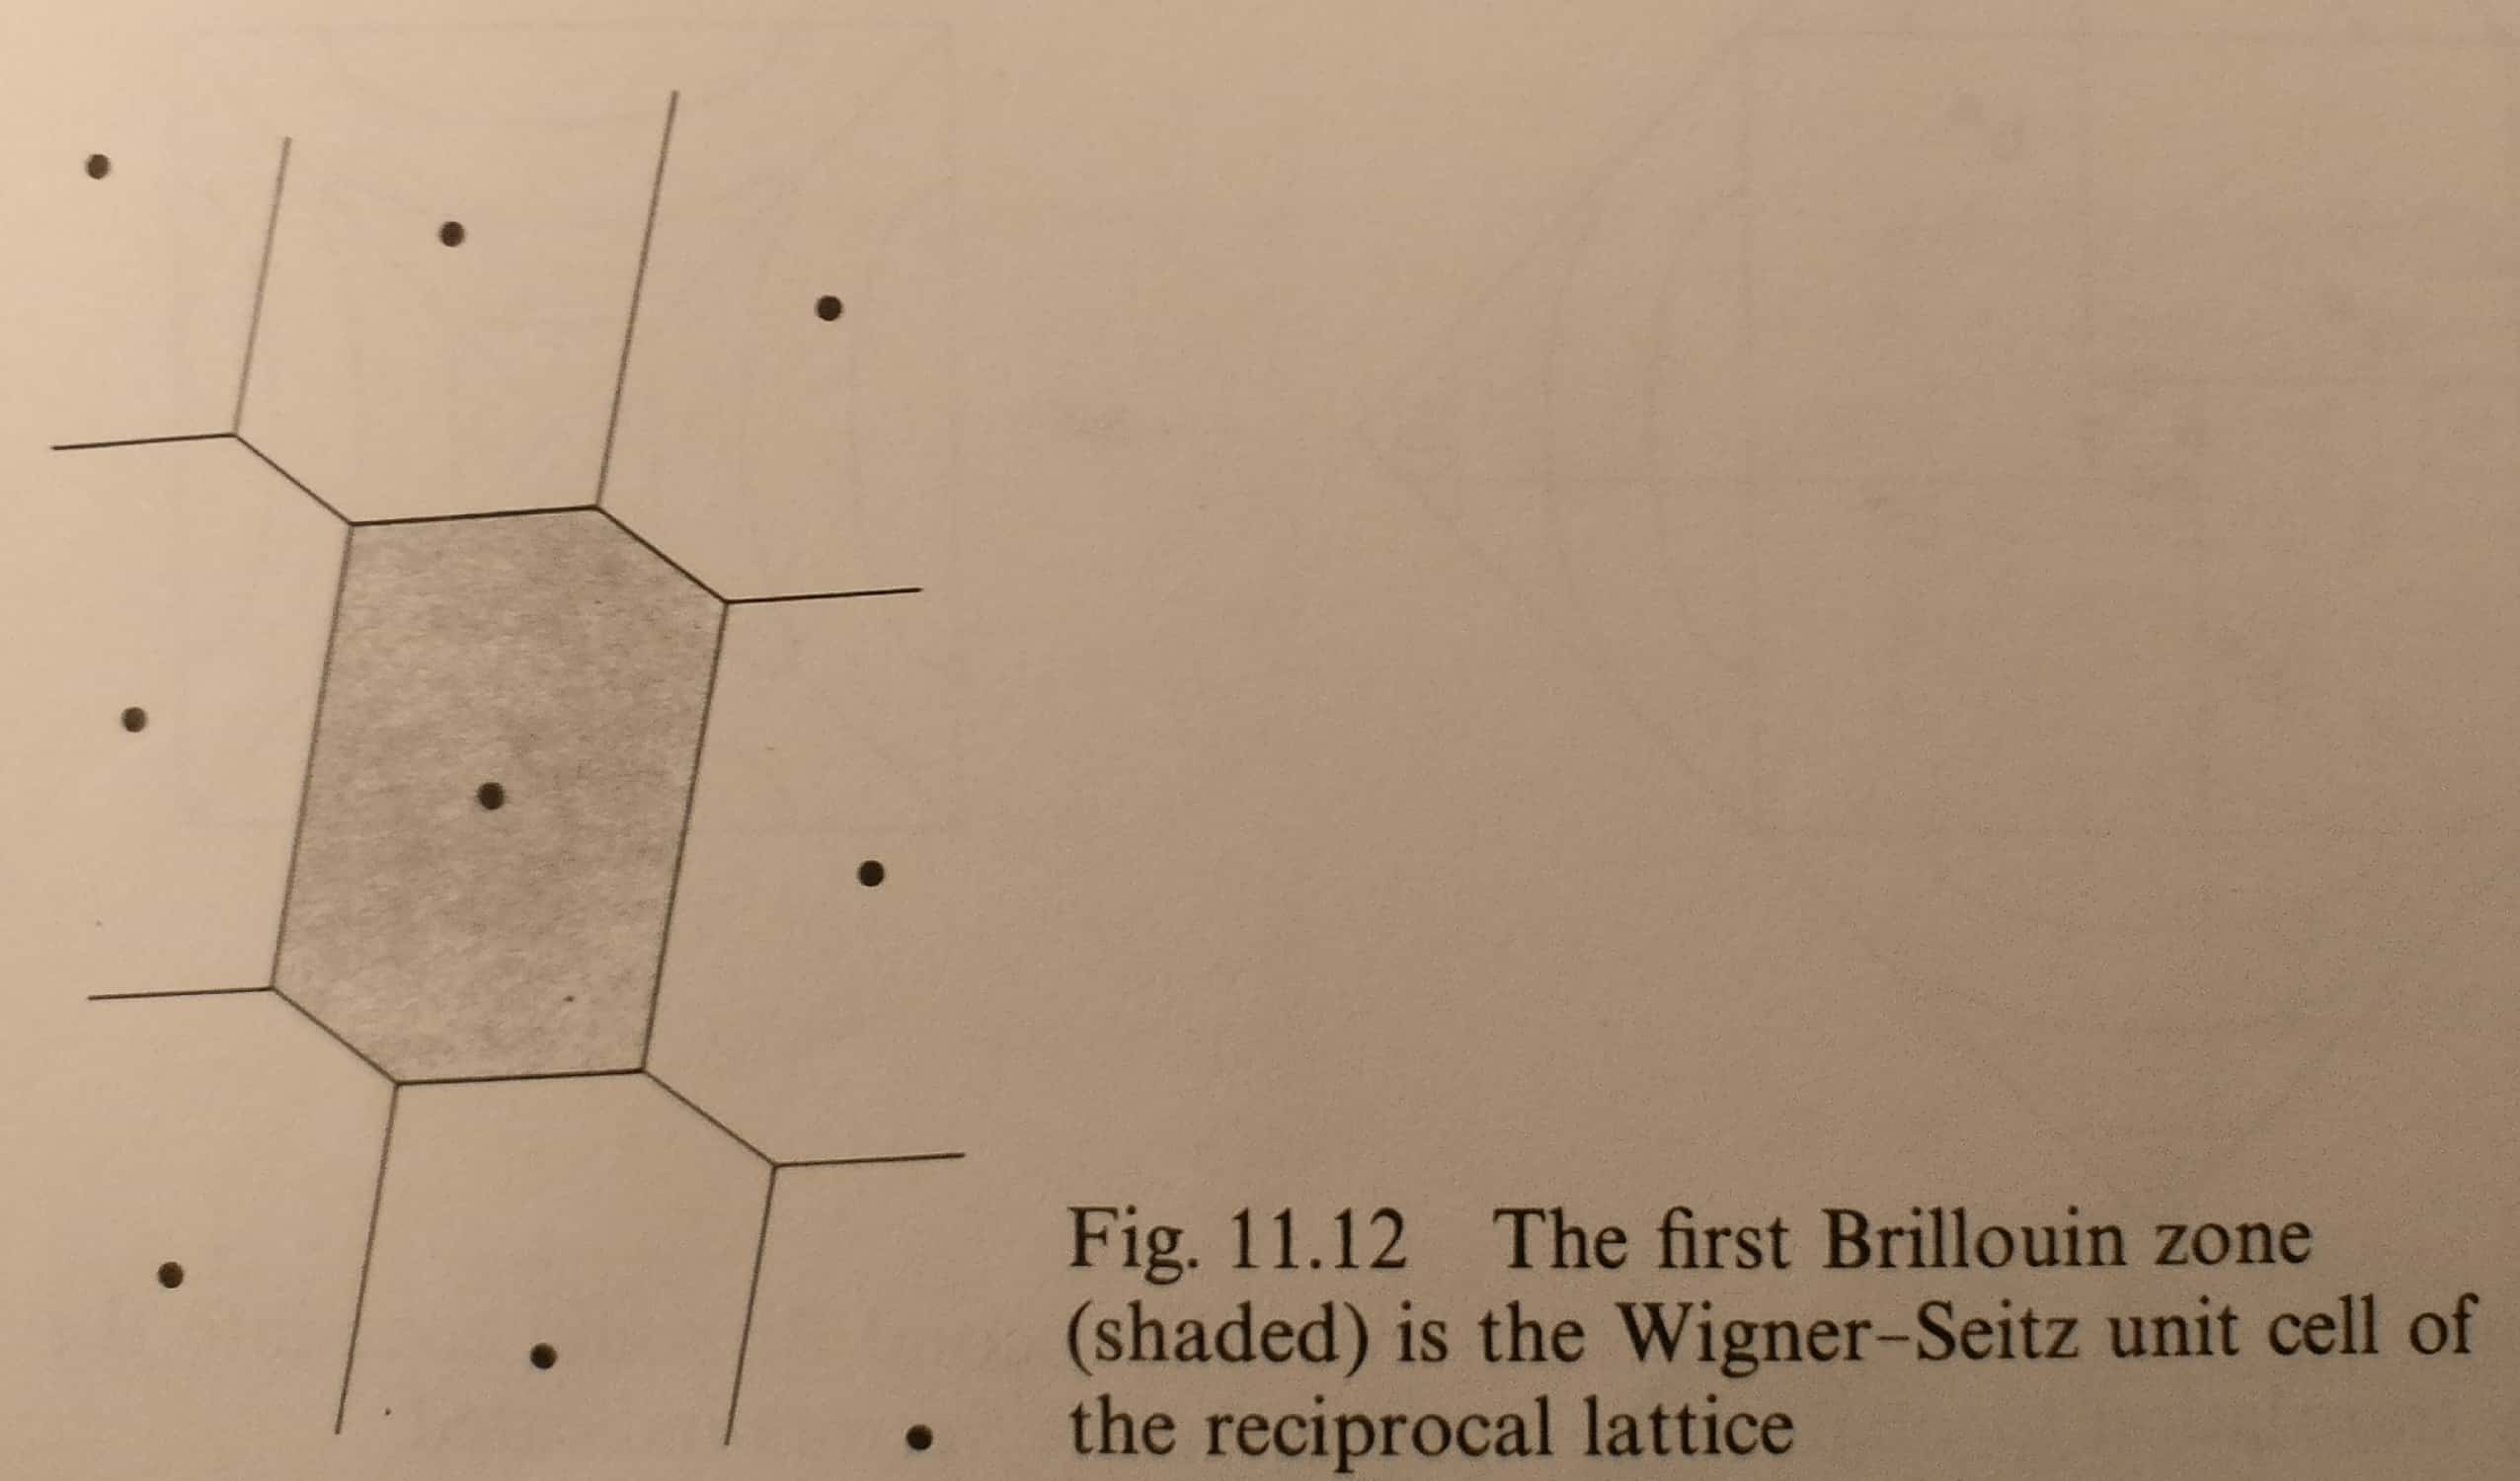 Fig. 11.12 The first Brillouin zone
(shaded) is the Wigner–Seitz unit cell of
the reciprocal lattice